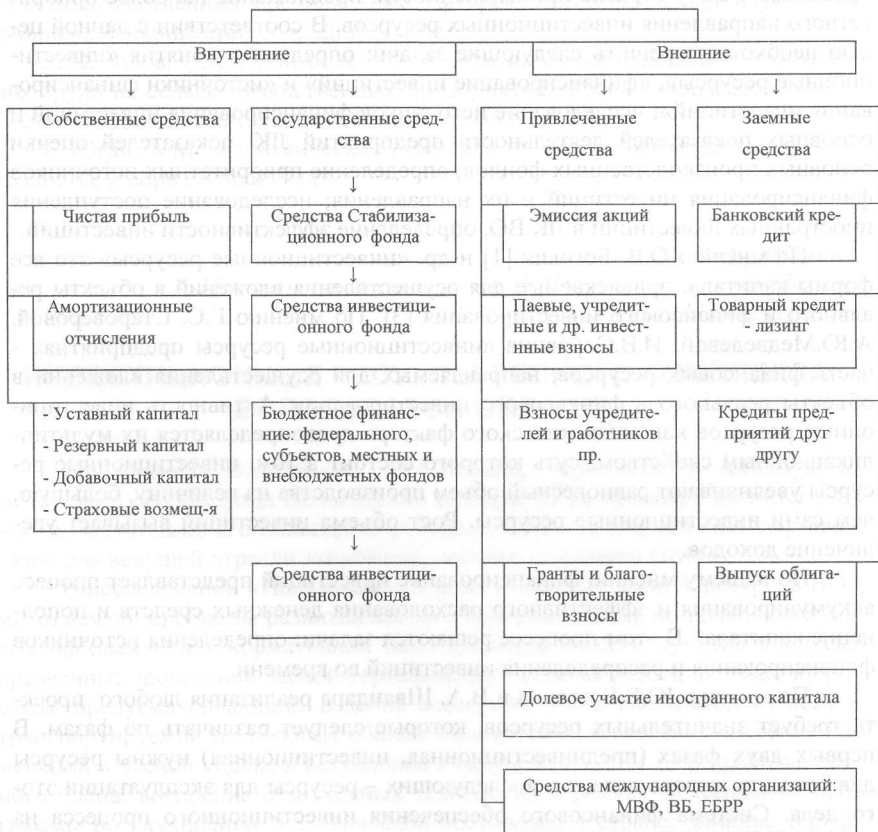 Внутренние
Внешние
Собственные средства
Государственные сред-
ства
Привлеченные
средства
Заемные
средства
Чистая прибыль
Средства Стабилиза-
ционного фонда
Эмиссия акций
Банковский кре-
дит
Амортизационные
отчисления
Средства инвестици-
онного фонда
Паевые, учредит-
ные и др. инвест-
нные взносы
Товарный кредит
- лизинг
- Уставный капитал
- Резервный капитал
- Добавочный капитал
- Страховые возмещ-я
Бюджетное финанс-
ние: федерального,
субъектов, местных и
внебюджетных фондов
Взносы учредите-
лей и работников
пр.
Кредиты пред-
приятий друг
другу
Средства инвестици-
онного фонда
Гранты и благо-
творительные
взносы
Выпуск облига-
ций
Долевое участие иностранного капитала
Средства международных организаций:
МВФ, ВБ, ЕБРР